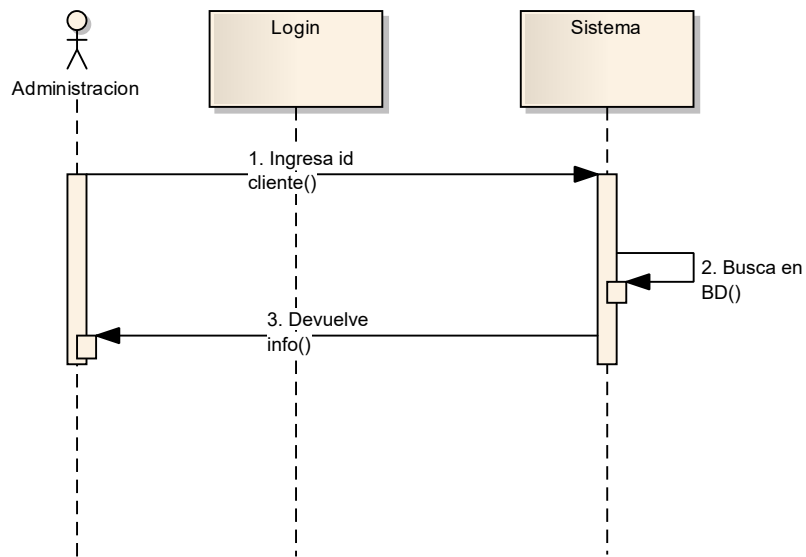 Administracion
Login
Sistema
1. Ingresa id
cliente()
2. Busca en
BD()
3. Devuelve
info()